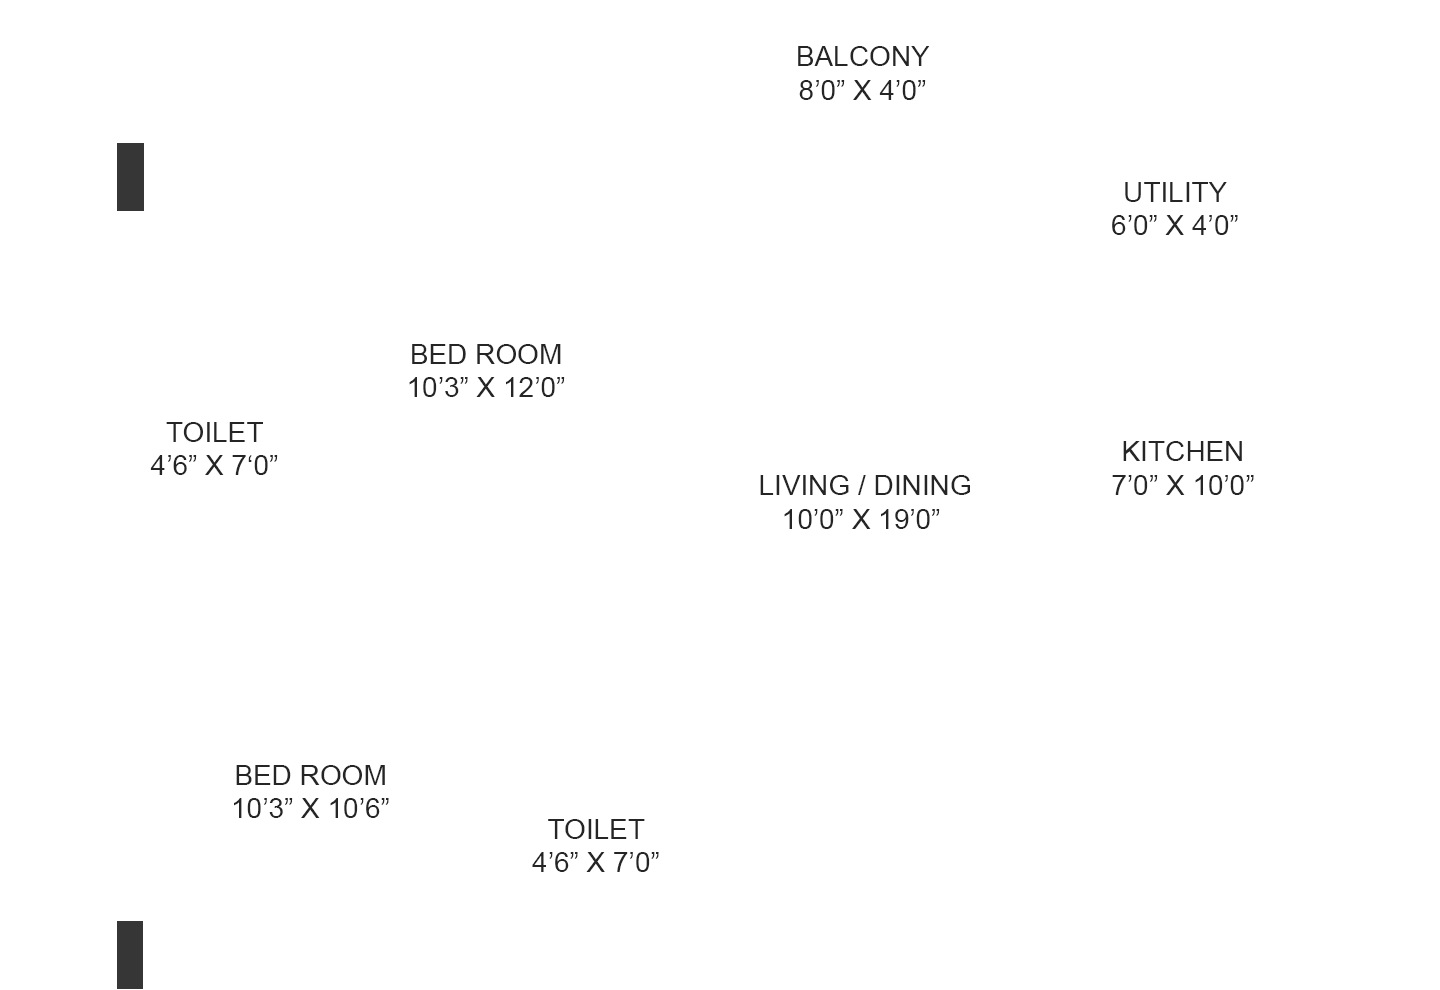 BALCONY
8’0” X 4’0”
UTILITY
6’0” X 4’0”
BED ROOM
10’3” X 12’0”
TOILET
4’6” X 7‘0”
KITCHEN
7’0” X 10’0”
LIVING / DINING
10’0” X 19’0”
BED ROOM
10’3” X 10’6”
TOILET
4’6” X 7’0”